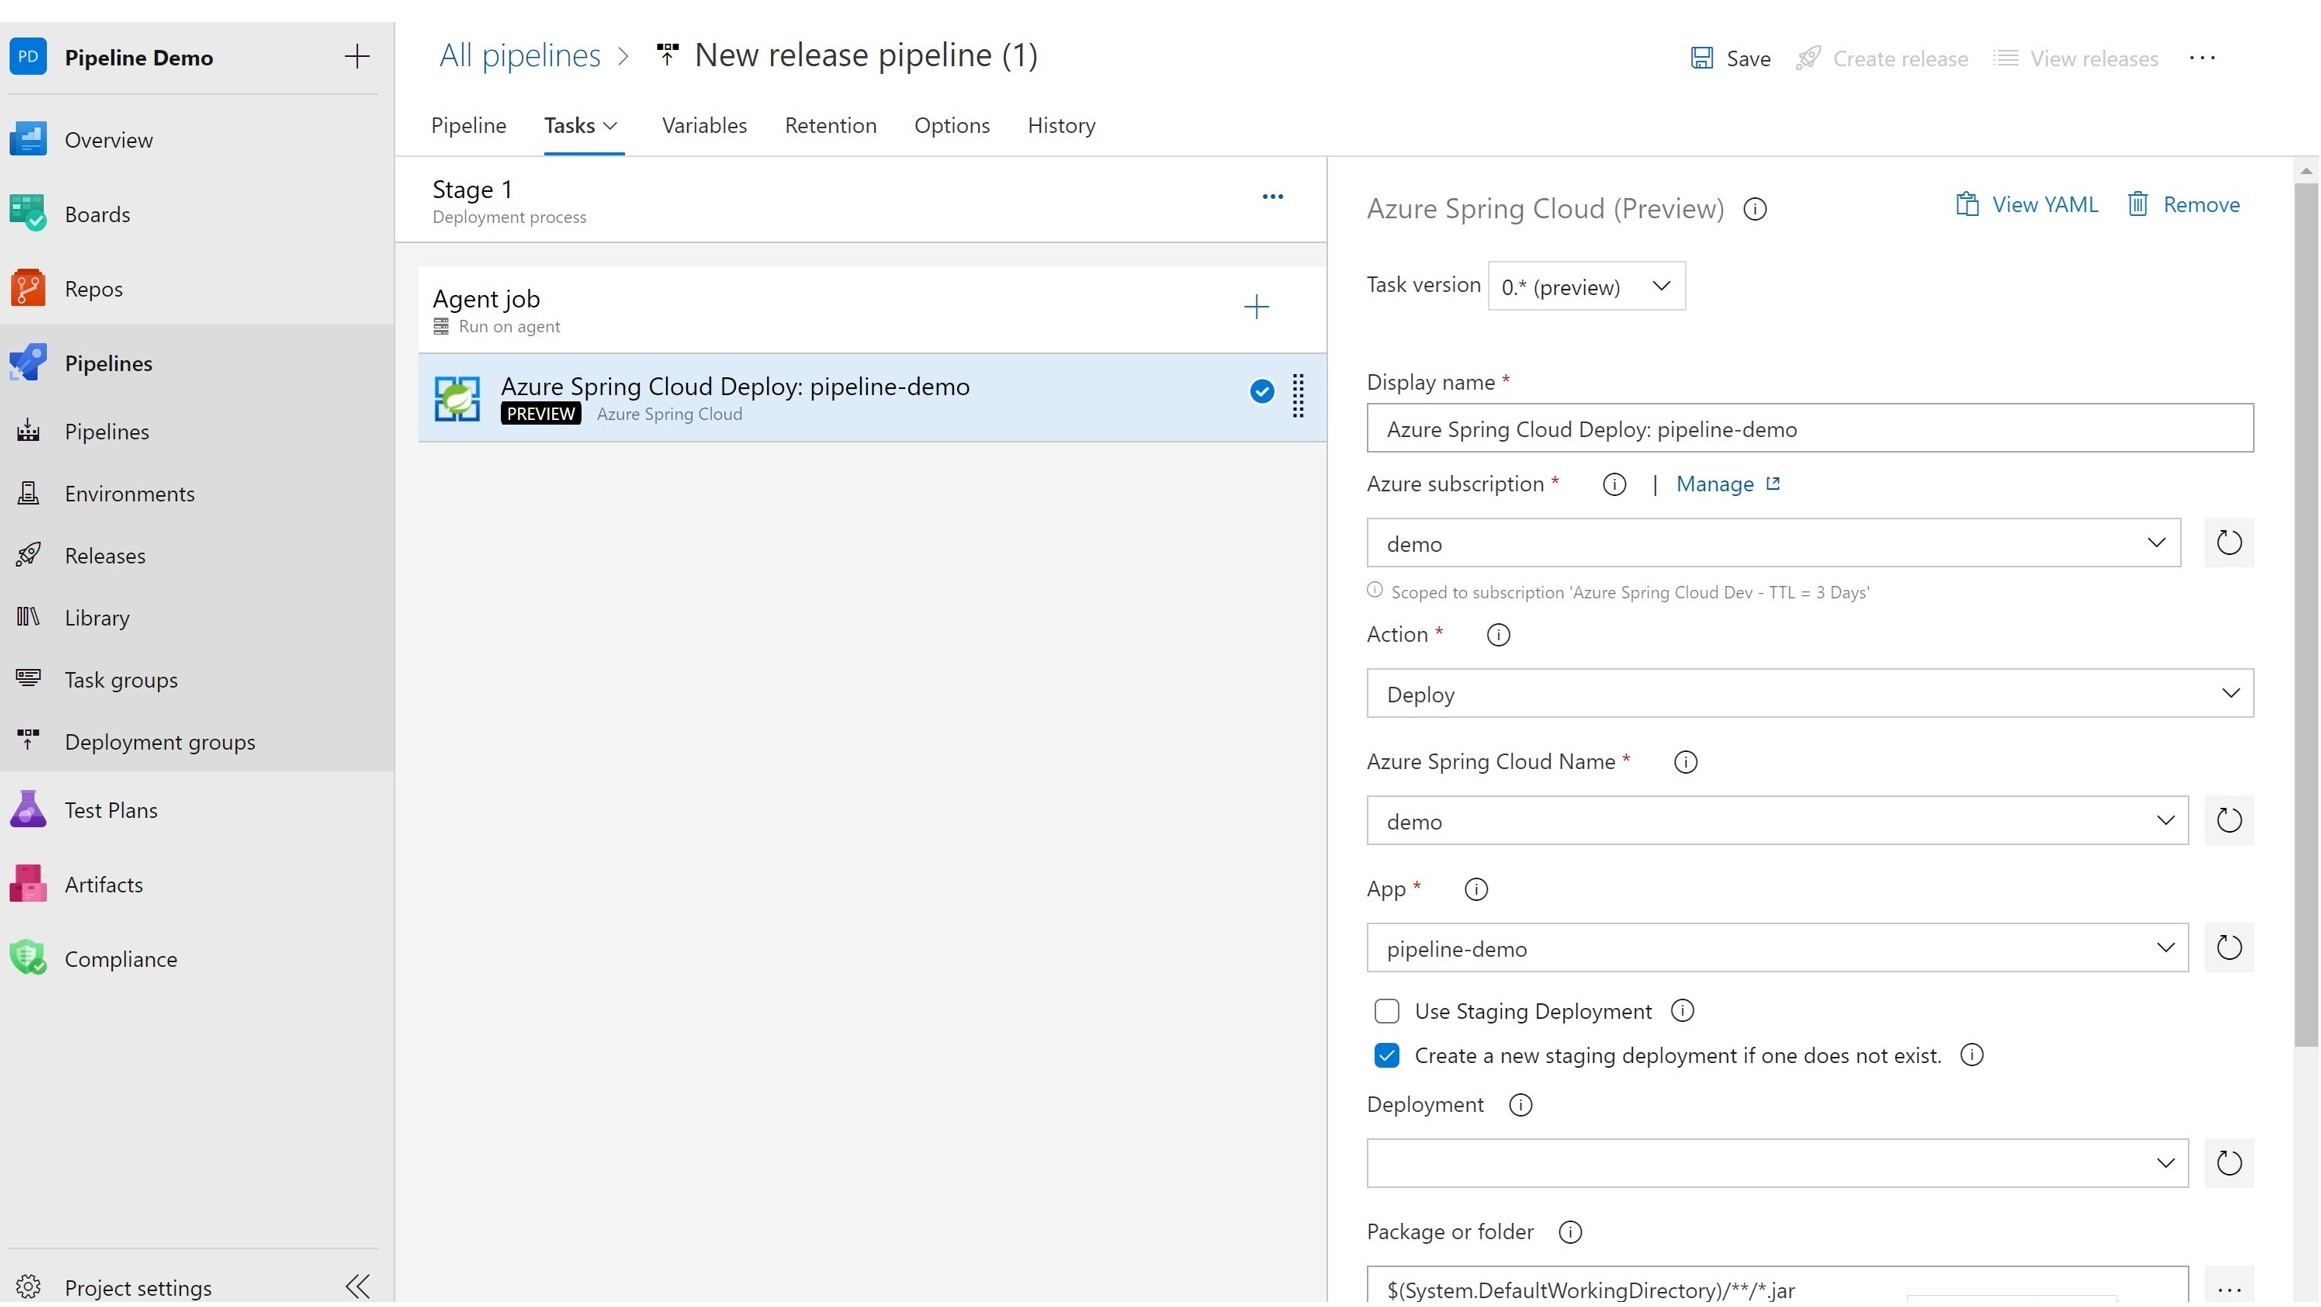 PD
Pipeline Demo
Overview
Boards
Repos
Pipelines
Pipelines
Environments
Releases
Library
Task groups
Deployment groups
Test Plans
Artifacts
Compliance
Project settings
All pipelines > New release pipeline (1)
Save
Create release
View releases
Pipeline
Tasks
Variables
Retention
Options
History
Stage 1
Deployment process
Agent job
Run on agent
Azure Spring Cloud Deploy: pipeline-demo
PREVIEW Azure Spring Cloud
Azure Spring Cloud (Preview)
View YAML
Remove
Task version 0.* (preview)
Display name *
Azure Spring Cloud Deploy: pipeline-demo
Azure subscription * | Manage
demo
Scoped to subscription 'Azure Spring Cloud Dev - TTL = 3 Days'
Action *
Deploy
Azure Spring Cloud Name *
demo
App *
pipeline-demo
Use Staging Deployment
Create a new staging deployment if one does not exist.
Deployment
Package or folder
$(System.DefaultWorkingDirectory)/**/*.jar